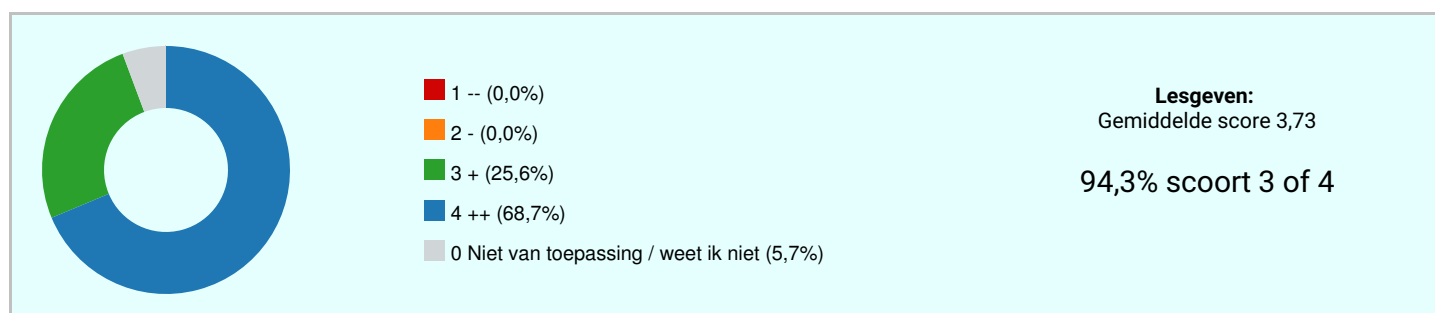 1 -- (0,0%)
2 - (0,0%)
3 + (25,6%)
4 ++ (68,7%)
0 Niet van toepassing / weet ik niet (5,7%)
Lesgeven:
Gemiddelde score 3,73
94,3% scoort 3 of 4